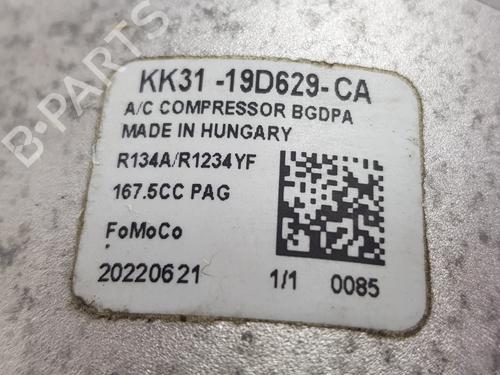 KK31-19D629-CA
A/C COMPRESSOR BGDPA
MADE IN HUNGARY
R134A/R1234YF
167.5CC PAG
FoMoCo
20220621 1/1 0085
B-PARTS